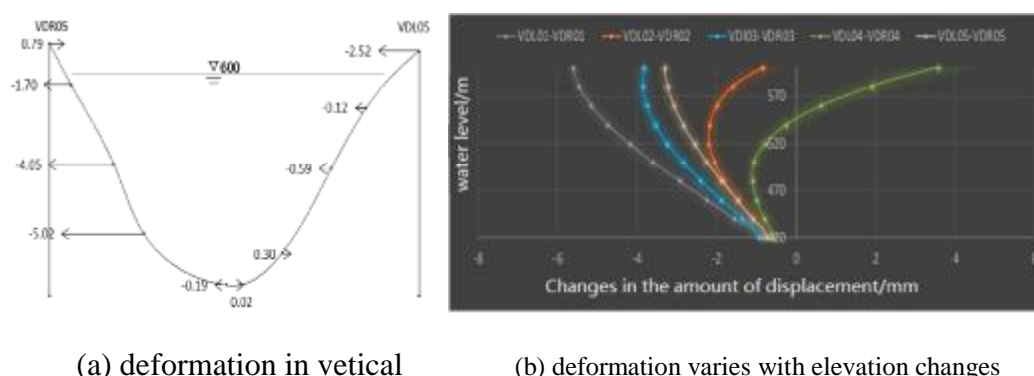 VDR05
VDL05
0.79
-2.52
∇600
-1.70
-0.12
-4.05
-0.59
-5.02
0.30
-0.19
0.02
VDL01-VDR01 VDL02-VDR02 VDI03-VDR03 VDL04-VDR04 VDL05-VDR05
water level/m
570
520
470
420
-8 -6 -4 -2 0 2 4
Changes in the amount of displacement/mm
(a) deformation in vetical
(b) deformation varies with elevation changes